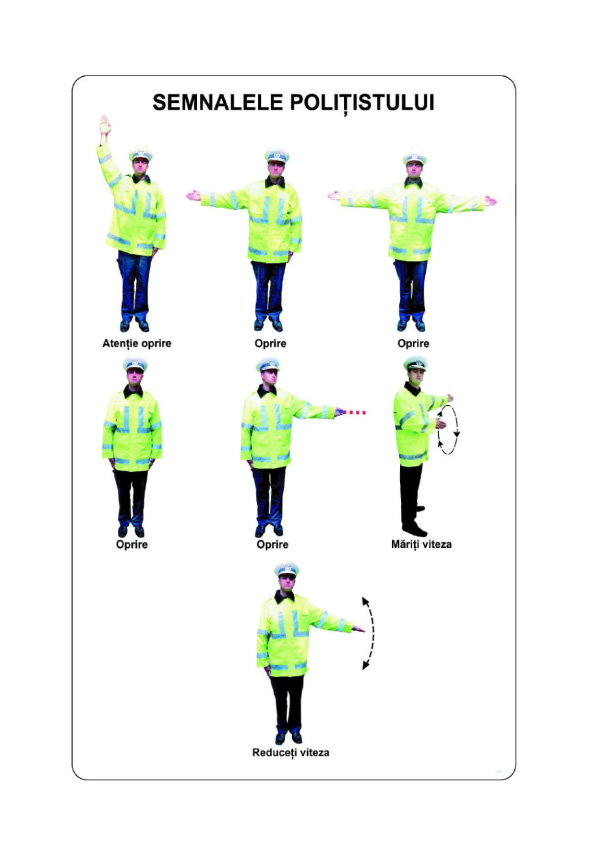 SEMNALELE POLIȚISTULUI
Atenție oprire
Oprire
Oprire
Oprire
Oprire
Măriți viteza
Reduceți viteza